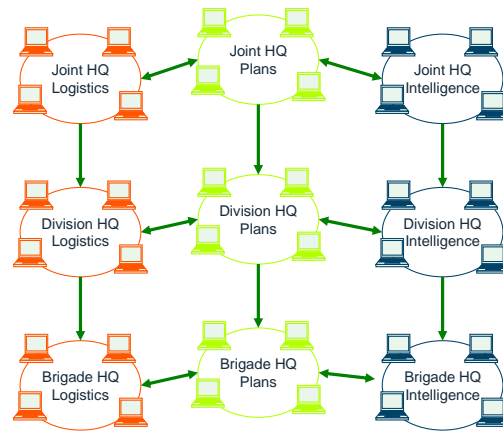 Joint HQ
Logistics
Joint HQ
Plans
Joint HQ
Intelligence
Division HQ
Logistics
Division HQ
Plans
Division HQ
Intelligence
Brigade HQ
Logistics
Brigade HQ
Plans
Brigade HQ
Intelligence